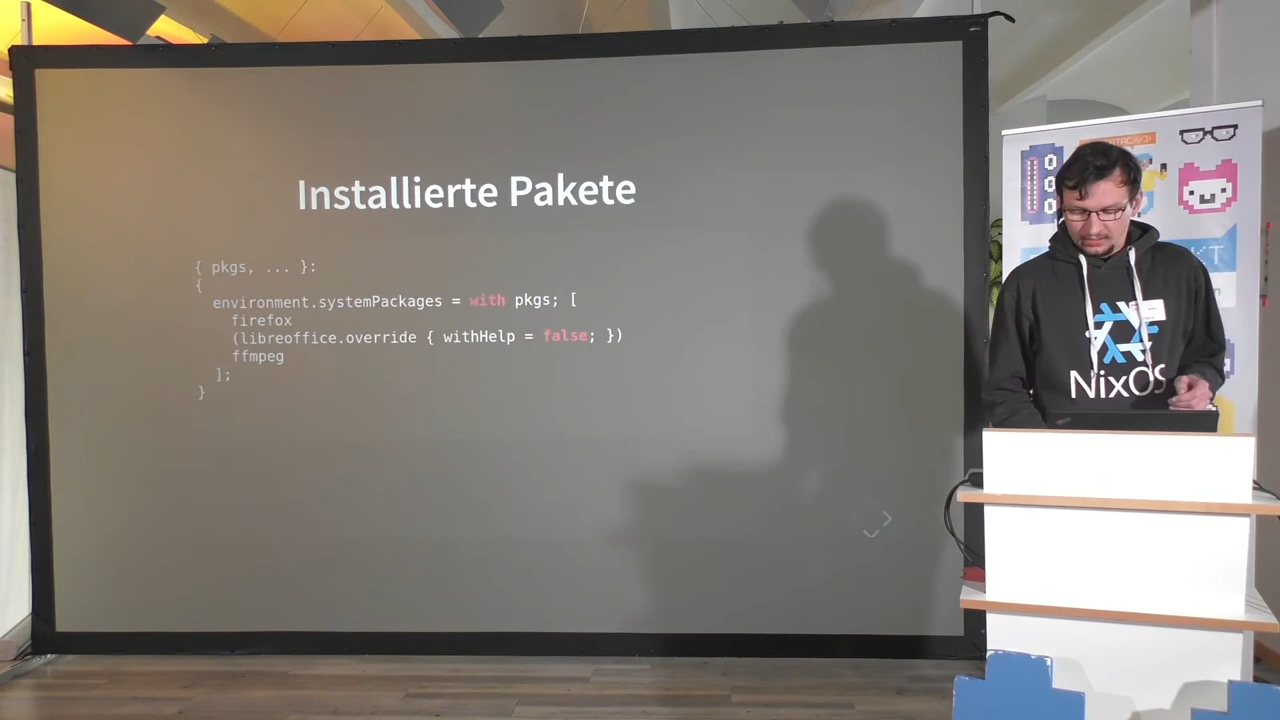 Installierte Pakete
{ pkgs, ... }:
{
  environment.systemPackages = with pkgs; [
    firefox
    (libreoffice.override { withHelp = false; })
    ffmpeg
  ];
}
NixOS